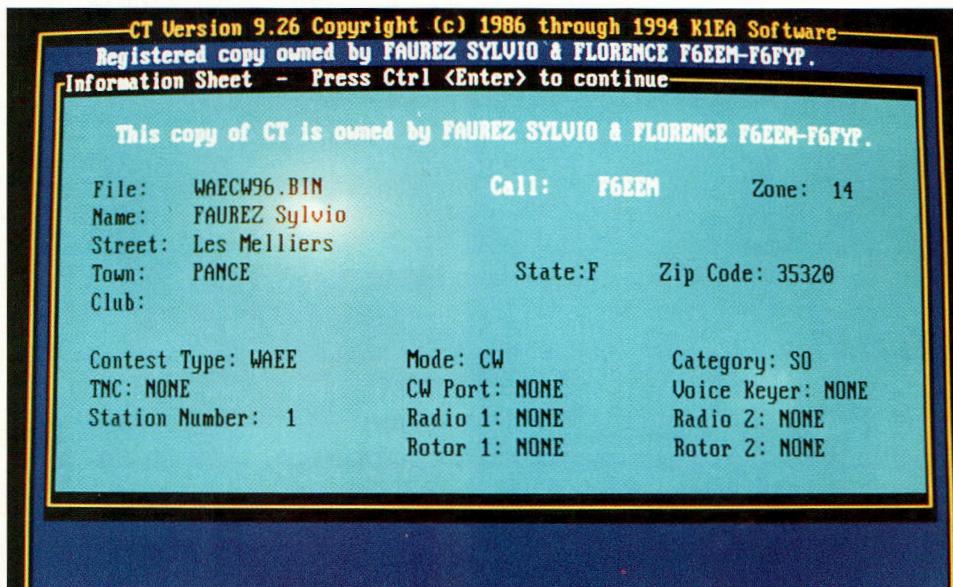 CT Version 9.26 Copyright (c) 1986 through 1994 K1EA Software
Registered copy owned by FAUREZ SYLVIO & FLORENCE F6EEM-F6FYP.
Information Sheet - Press Ctrl <Enter> to continue
This copy of CT is owned by FAUREZ SYLVIO & FLORENCE F6EEM-F6FYP.
File: WAECW96.BIN Call: F6EEM Zone: 14
Name: FAUREZ Sylvio
Street: Les Melliers
Town: PANCE State:F Zip Code: 35320
Club:
Contest Type: WAEE Mode: CW Category: SO
TNC: NONE CW Port: NONE Voice Keyer: NONE
Station Number: 1 Radio 1: NONE Radio 2: NONE
Rotor 1: NONE Rotor 2: NONE